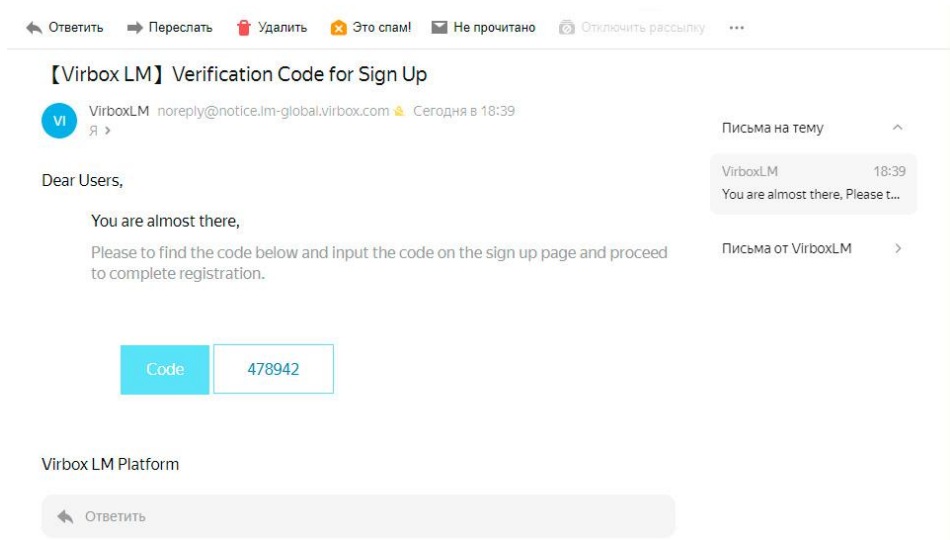 Ответить Переслать Удалить Это спам! Не прочитано Отключить рассылку
【Virbox LM】Verification Code for Sign Up
VI
VirboxLM noreply@notice.lm-global.virbox.com Сегодня в 18:39
Я
Dear Users,
You are almost there,
Please to find the code below and input the code on the sign up page and proceed
to complete registration.
Code 478942
Virbox LM Platform
Ответить
Письма на тему
VirboxLM 18:39
You are almost there, Please t...
Письма от VirboxLM